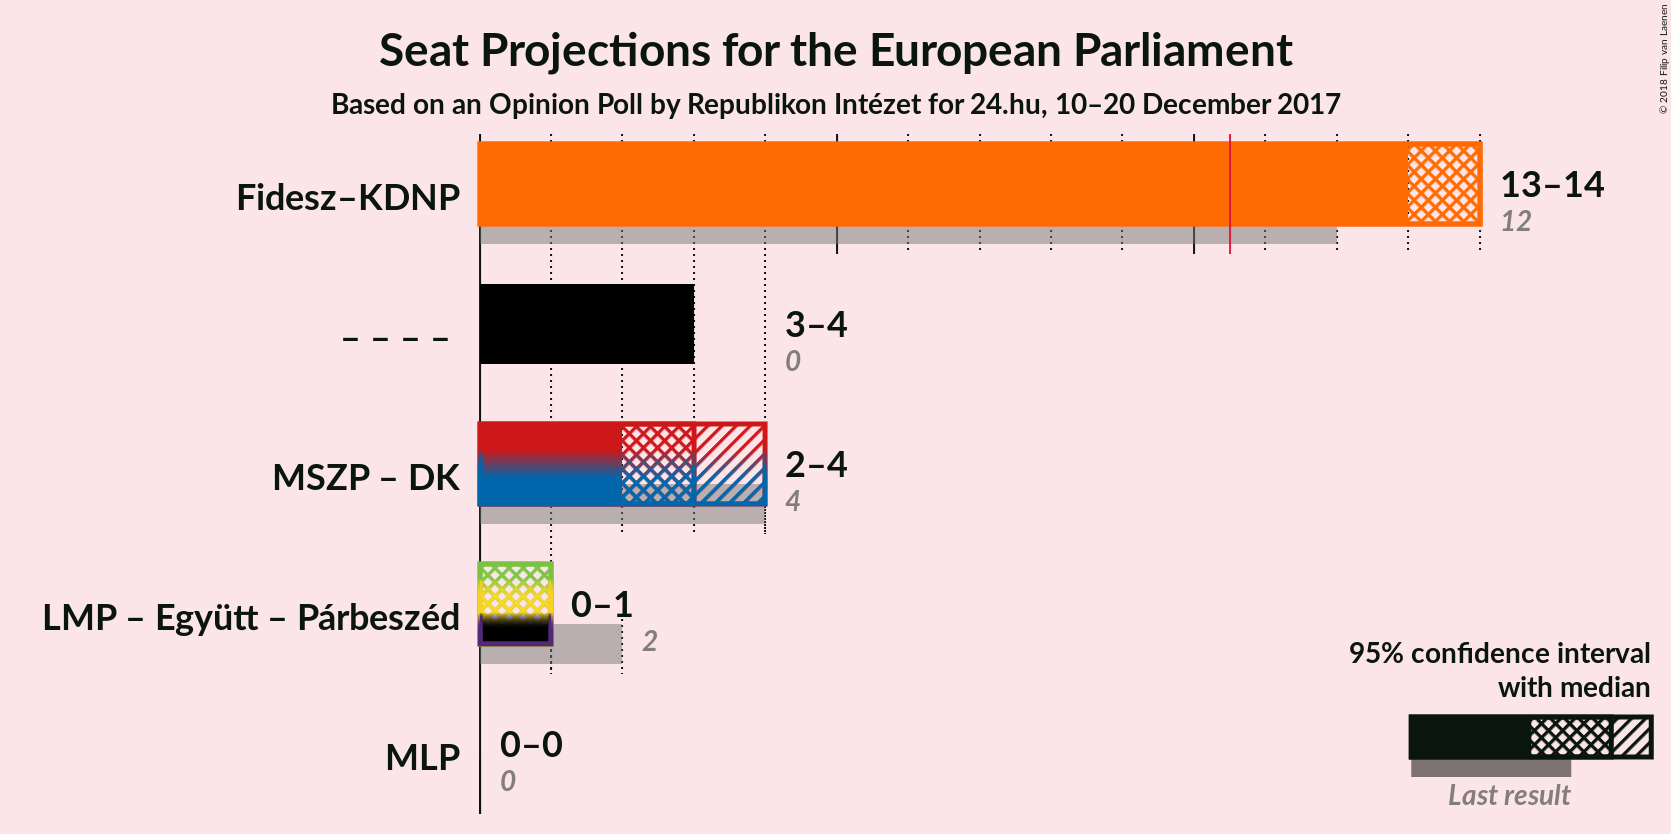 Seat Projections for the European Parliament
Based on an Opinion Poll by Republikon Intézet for 24.hu, 10–20 December 2017
© 2018 Filip van Laenen
Fidesz–KDNP
13–14
12
– – – –
3–4
0
MSZP – DK
2–4
4
LMP – Együtt – Párbeszéd
0–1
2
MLP
0–0
0
95% confidence interval
with median
Last result